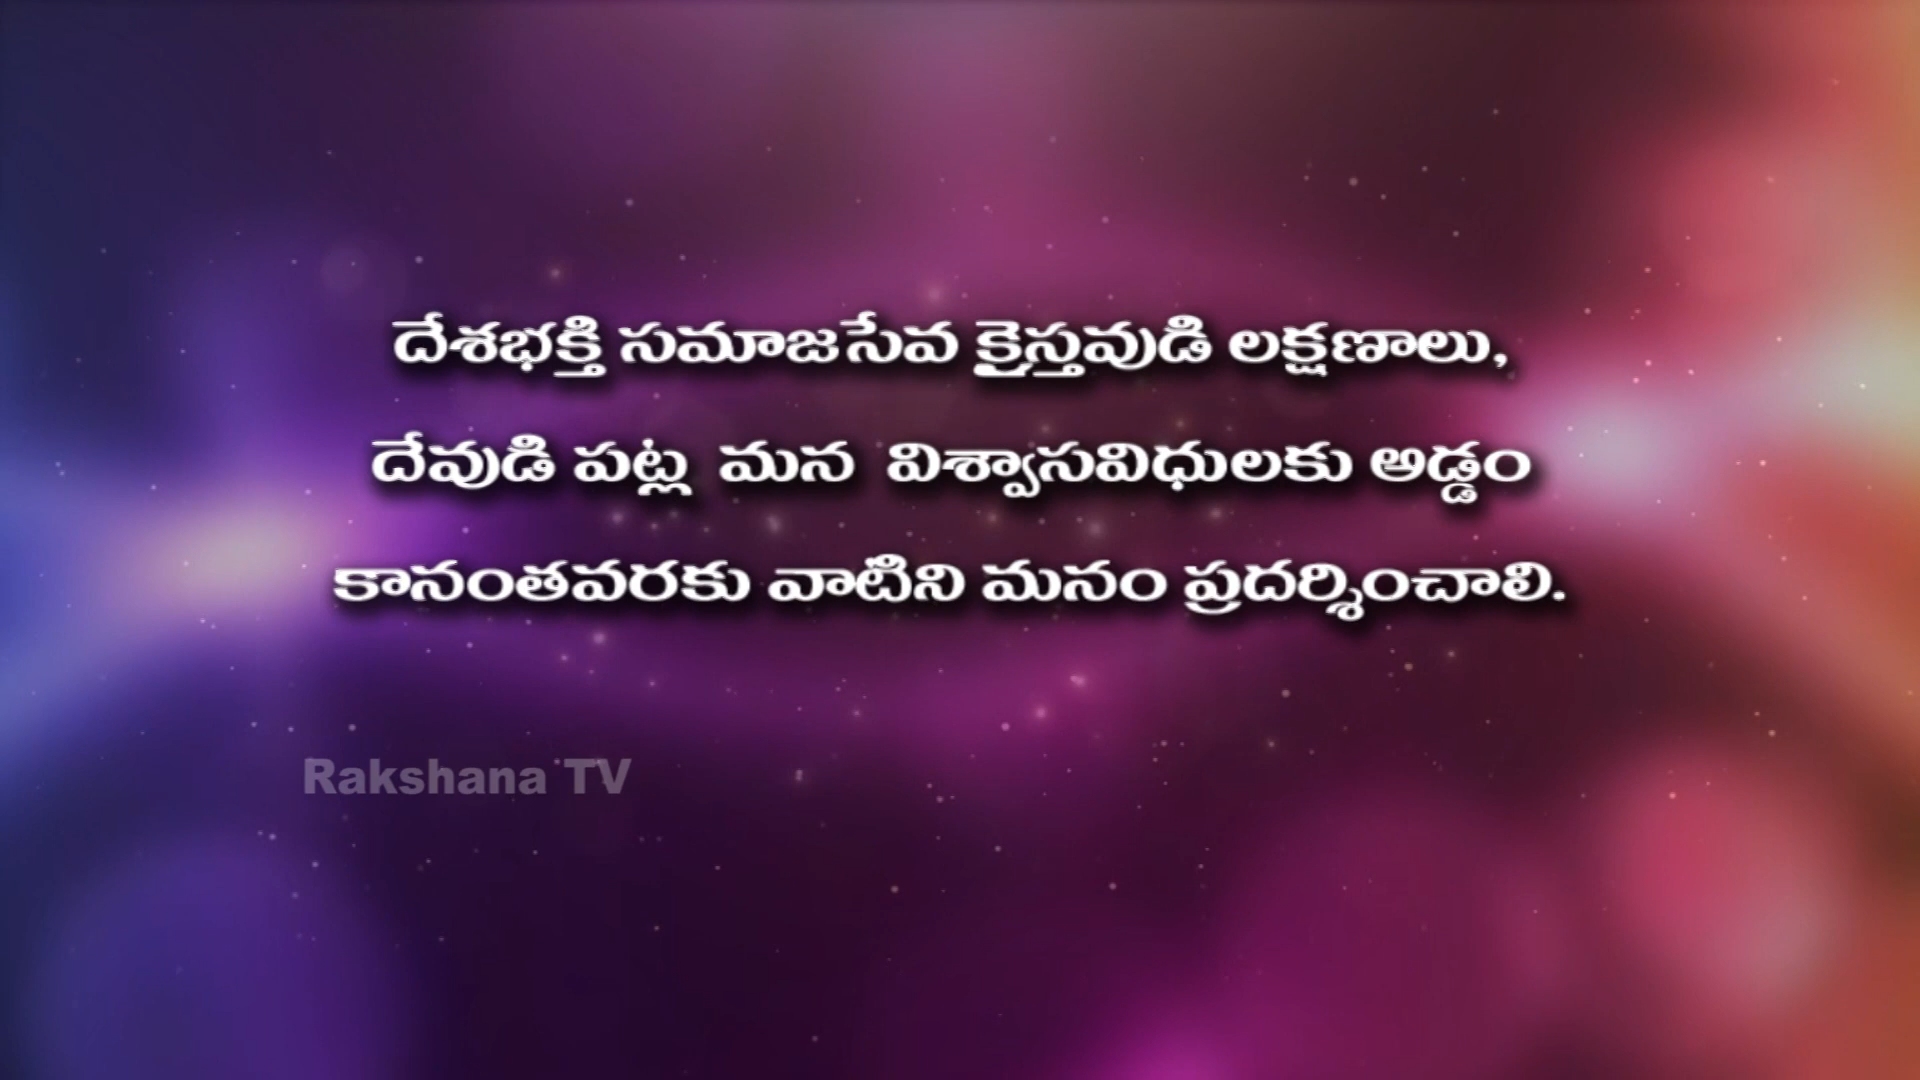 దేశభక్తి సమాజసేవ క్రైస్తవుడి లక్షణాలు,
దేవుడి పట్ల మన విశ్వాసవిధులకు అడ్డం
కానంతవరకు వాటిని మనం ప్రదర్శించాలి.
Rakshana TV